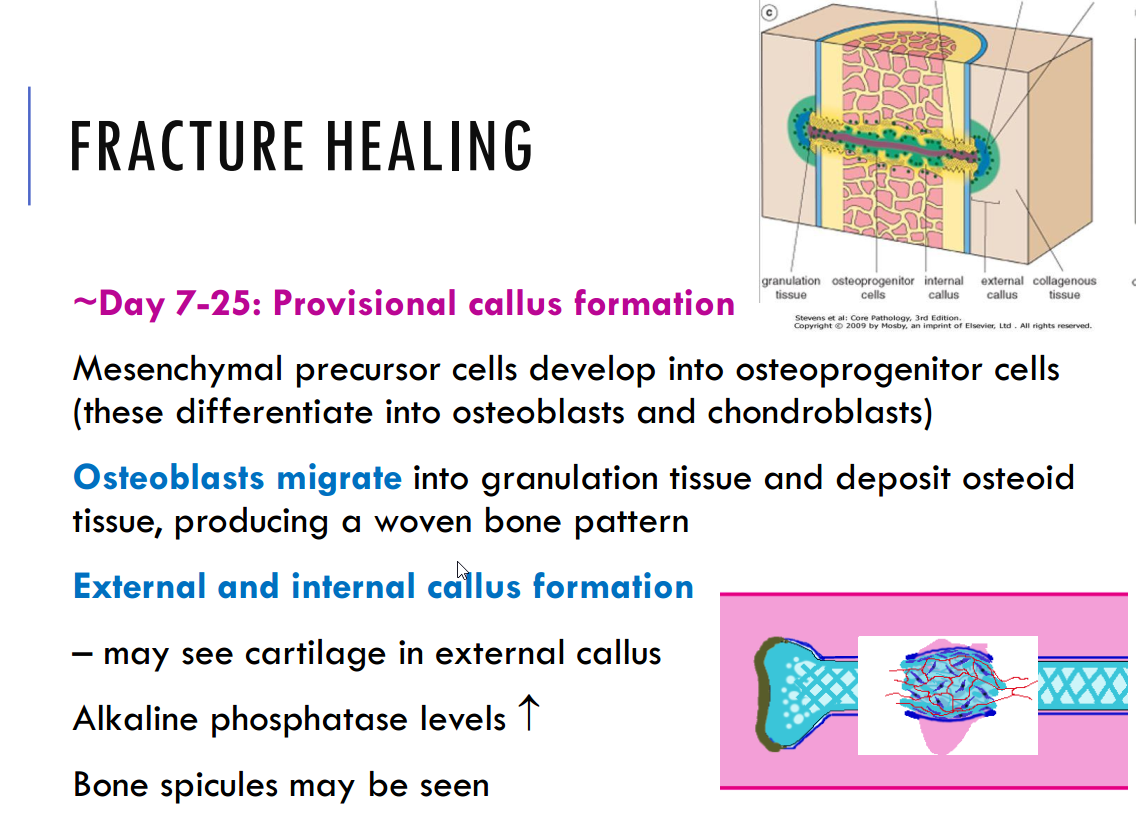 FRACTURE HEALING
~Day 7-25: Provisional callus formation
Mesenchymal precursor cells develop into osteoprogenitor cells
(these differentiate into osteoblasts and chondroblasts)
Osteoblasts migrate into granulation tissue and deposit osteoid
tissue, producing a woven bone pattern
External and internal callus formation
– may see cartilage in external callus
Alkaline phosphatase levels ↑
Bone spicules may be seen
c
granulation osteoprogenitor internal external collagenous
tissue cells callus callus tissue
Stevens et al: Core Pathology, 3rd Edition.
Copyright © 2009 by Mosby, an imprint of Elsevier, Ltd . All rights reserved.